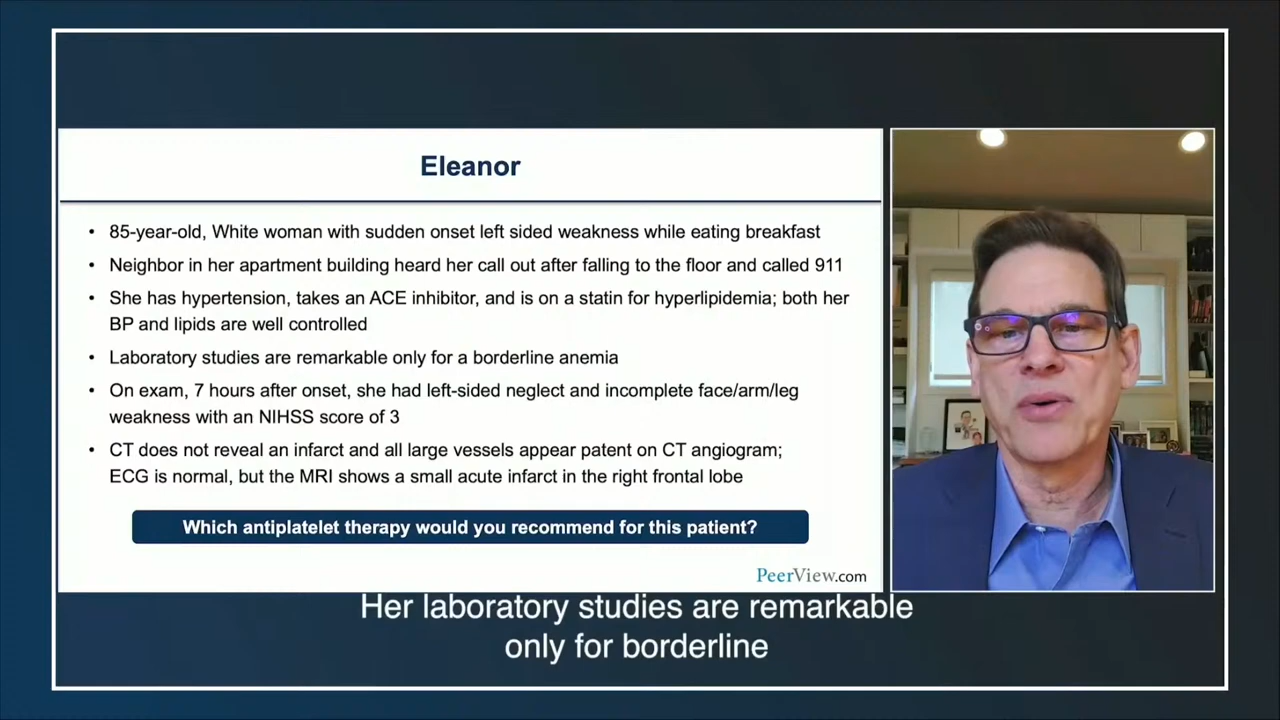 Eleanor
• 85-year-old, White woman with sudden onset left sided weakness while eating breakfast
• Neighbor in her apartment building heard her call out after falling to the floor and called 911
• She has hypertension, takes an ACE inhibitor, and is on a statin for hyperlipidemia; both her
BP and lipids are well controlled
• Laboratory studies are remarkable only for a borderline anemia
• On exam, 7 hours after onset, she had left-sided neglect and incomplete face/arm/leg
weakness with an NIHSS score of 3
• CT does not reveal an infarct and all large vessels appear patent on CT angiogram;
ECG is normal, but the MRI shows a small acute infarct in the right frontal lobe
Which antiplatelet therapy would you recommend for this patient?
PeerView.com
Her laboratory studies are remarkable
only for borderline